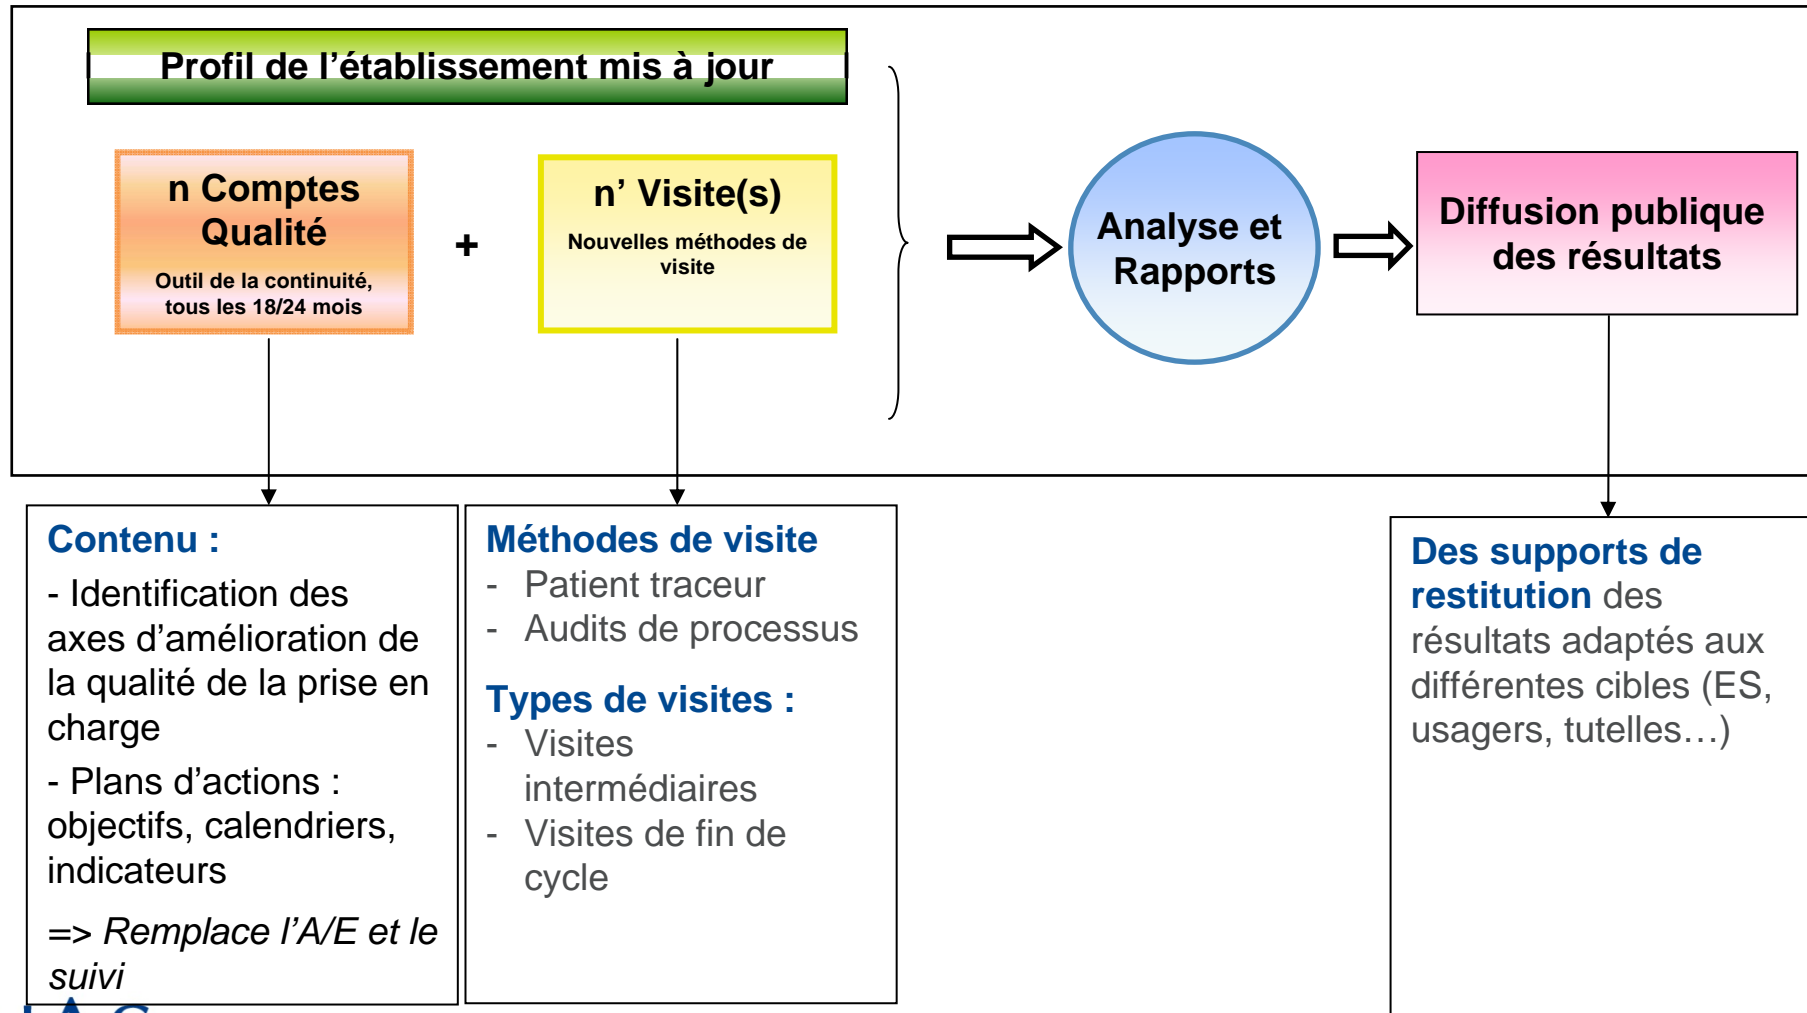 Profil de l’établissement mis à jour
n Comptes
Qualité
Outil de la continuité,
tous les 18/24 mois
+
n’ Visite(s)
Nouvelles méthodes de
visite
Analyse et
Rapports
Diffusion publique
des résultats
Contenu :
- Identification des
axes d’amélioration de
la qualité de la prise en
charge
- Plans d’actions :
objectifs, calendriers,
indicateurs
=> Remplace l’A/E et le
suivi
Méthodes de visite
- Patient traceur
- Audits de processus
Types de visites :
- Visites
intermédiaires
- Visites de fin de
cycle
Des supports de
restitution des
résultats adaptés aux
différentes cibles (ES,
usagers, tutelles…)